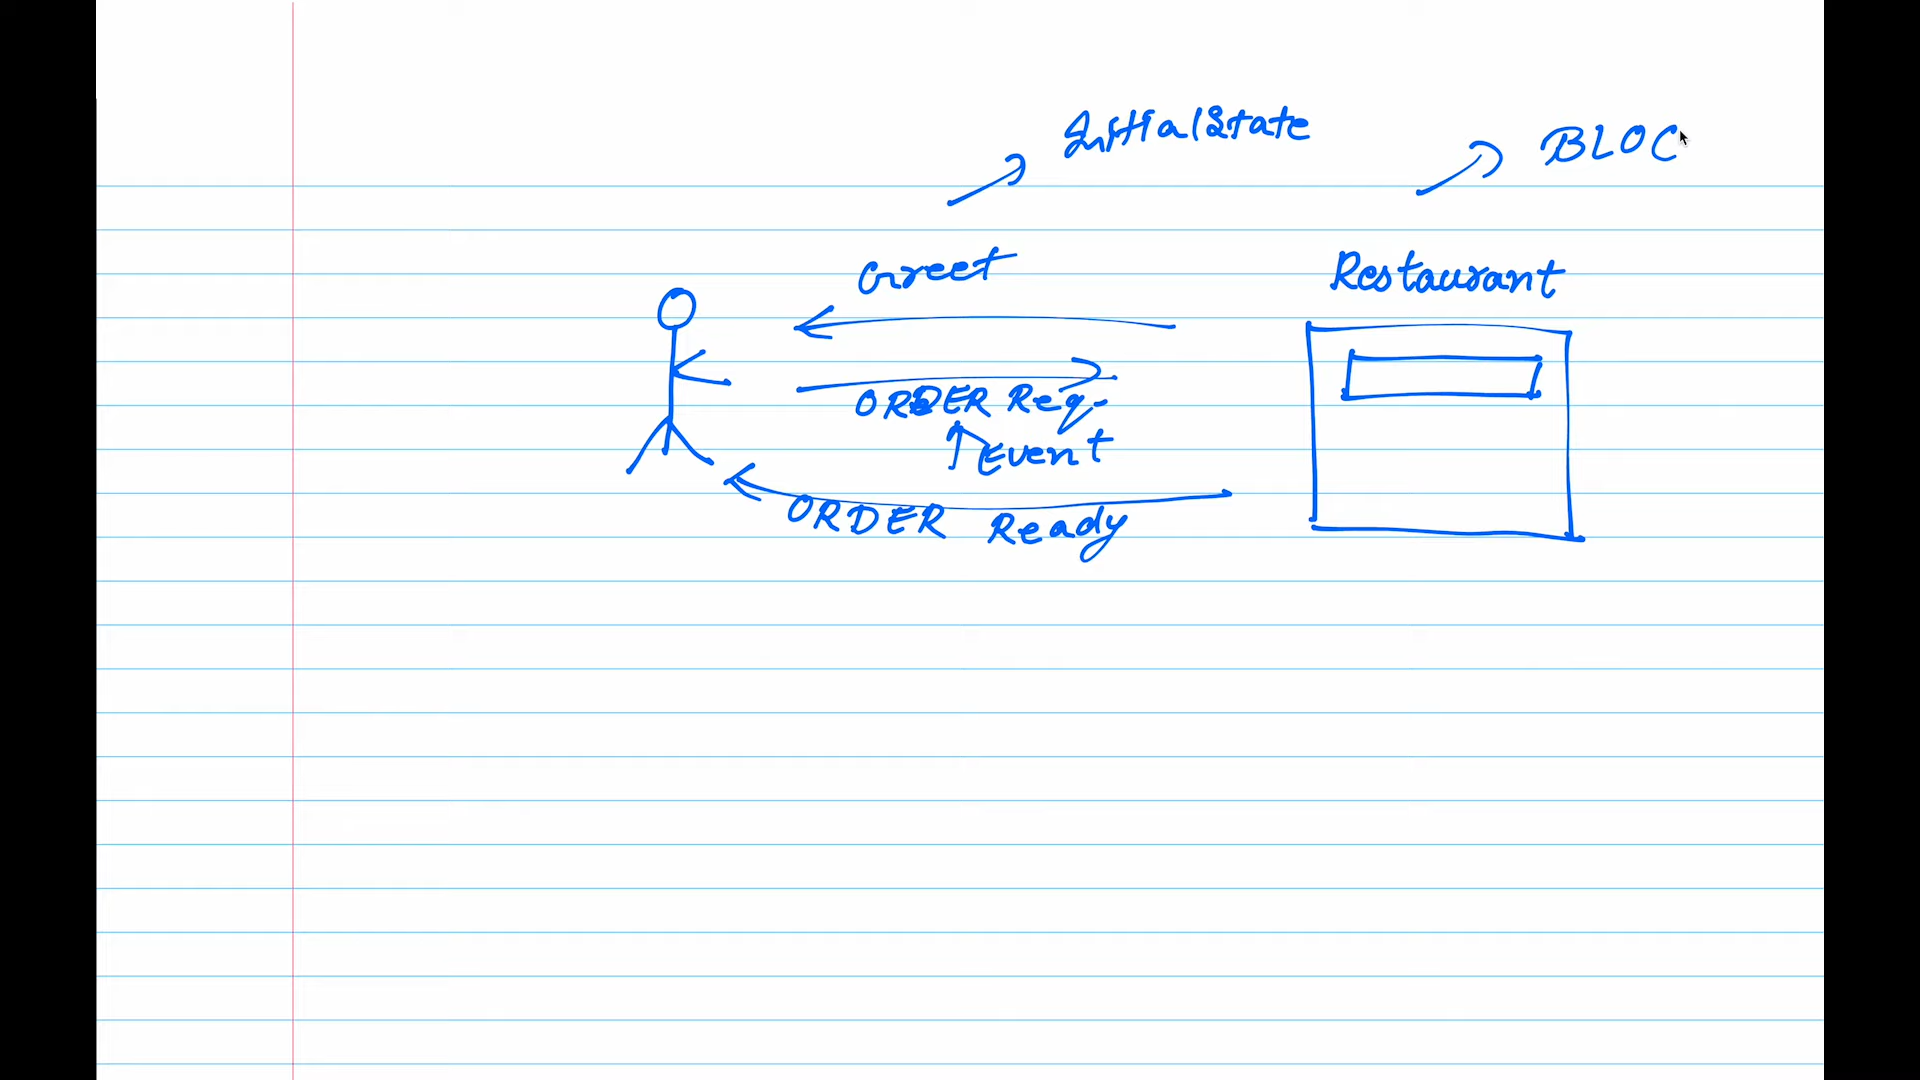 InitialState
BLOC
Greet
Restaurant
ORDER Req.
Event
ORDER Ready